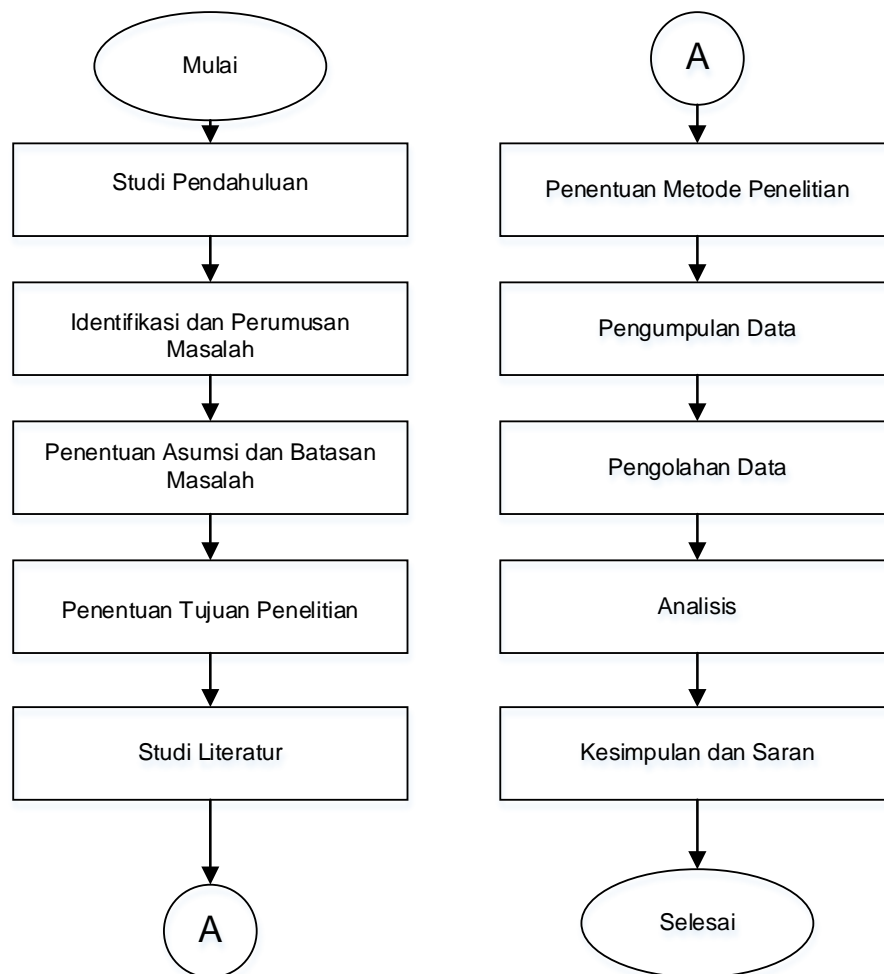 Mulai
Studi Pendahuluan
Identifikasi dan Perumusan
Masalah
Penentuan Asumsi dan Batasan
Masalah
Penentuan Tujuan Penelitian
Studi Literatur
A
A
Penentuan Metode Penelitian
Pengumpulan Data
Pengolahan Data
Analisis
Kesimpulan dan Saran
Selesai